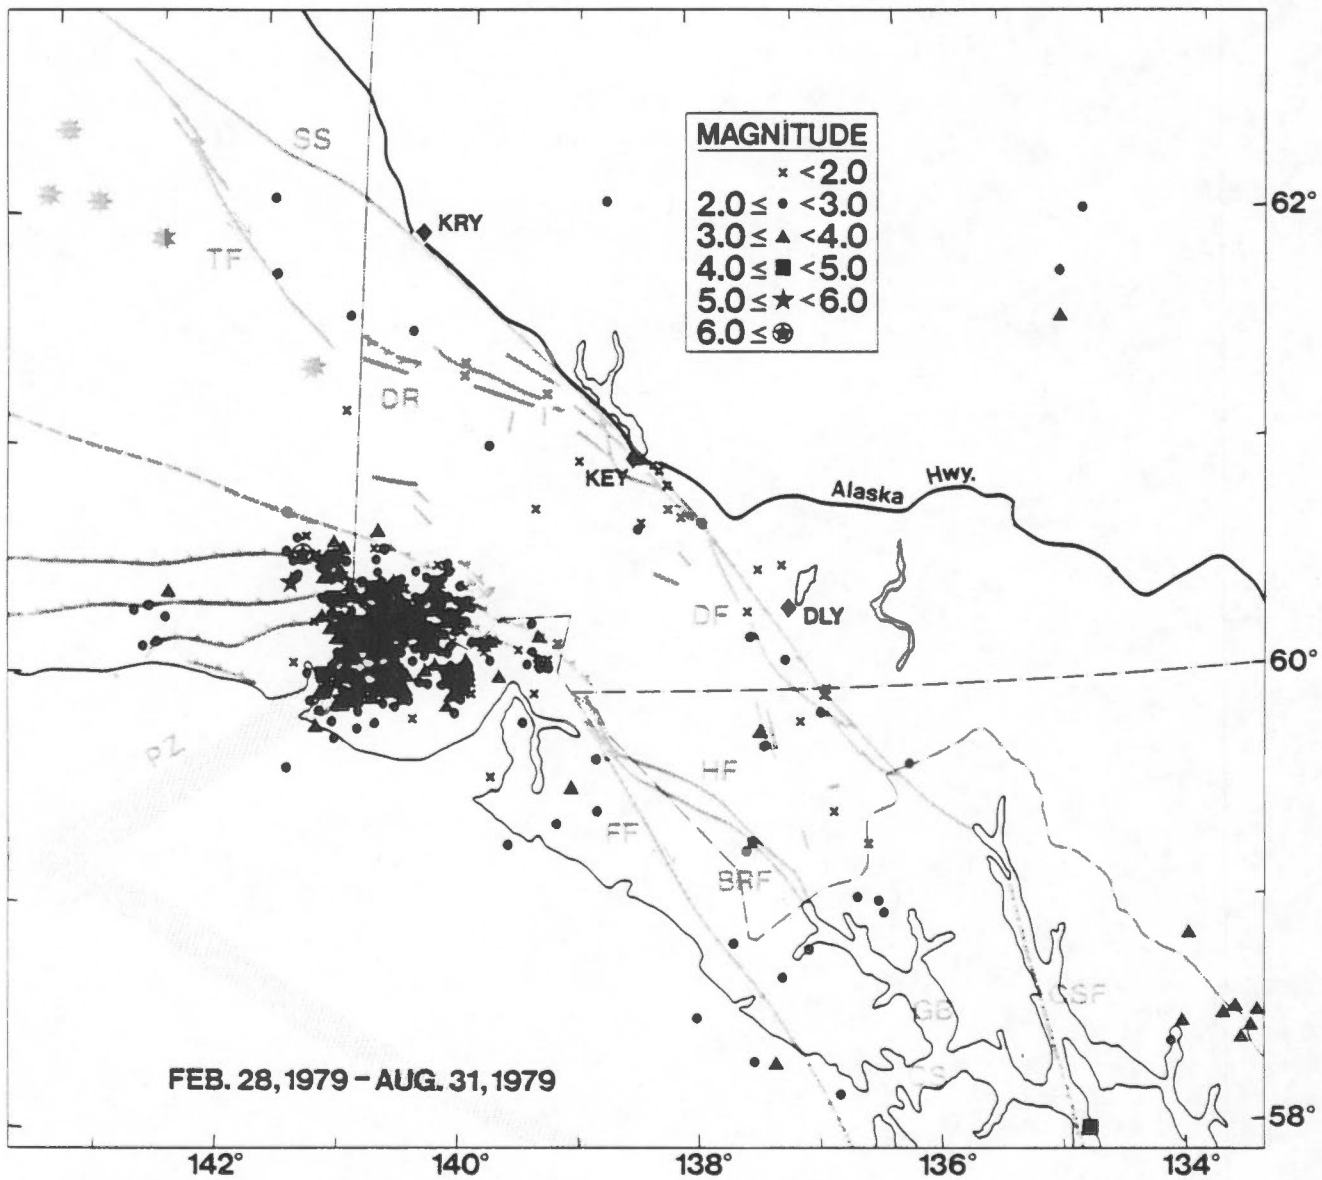 SS
MAGNITUDE
× < 2.0
2.0 ≤ ● < 3.0
3.0 ≤ ▲ < 4.0
4.0 ≤ ■ < 5.0
5.0 ≤ ★ < 6.0
6.0 ≤
62°
KRY
TF
DR
KEY
Alaska Hwy.
DF
DLY
60°
PZ
HF
FF
BRF
GB
CSF
CS
FEB. 28, 1979 – AUG. 31, 1979
58°
142° 140° 138° 136° 134°